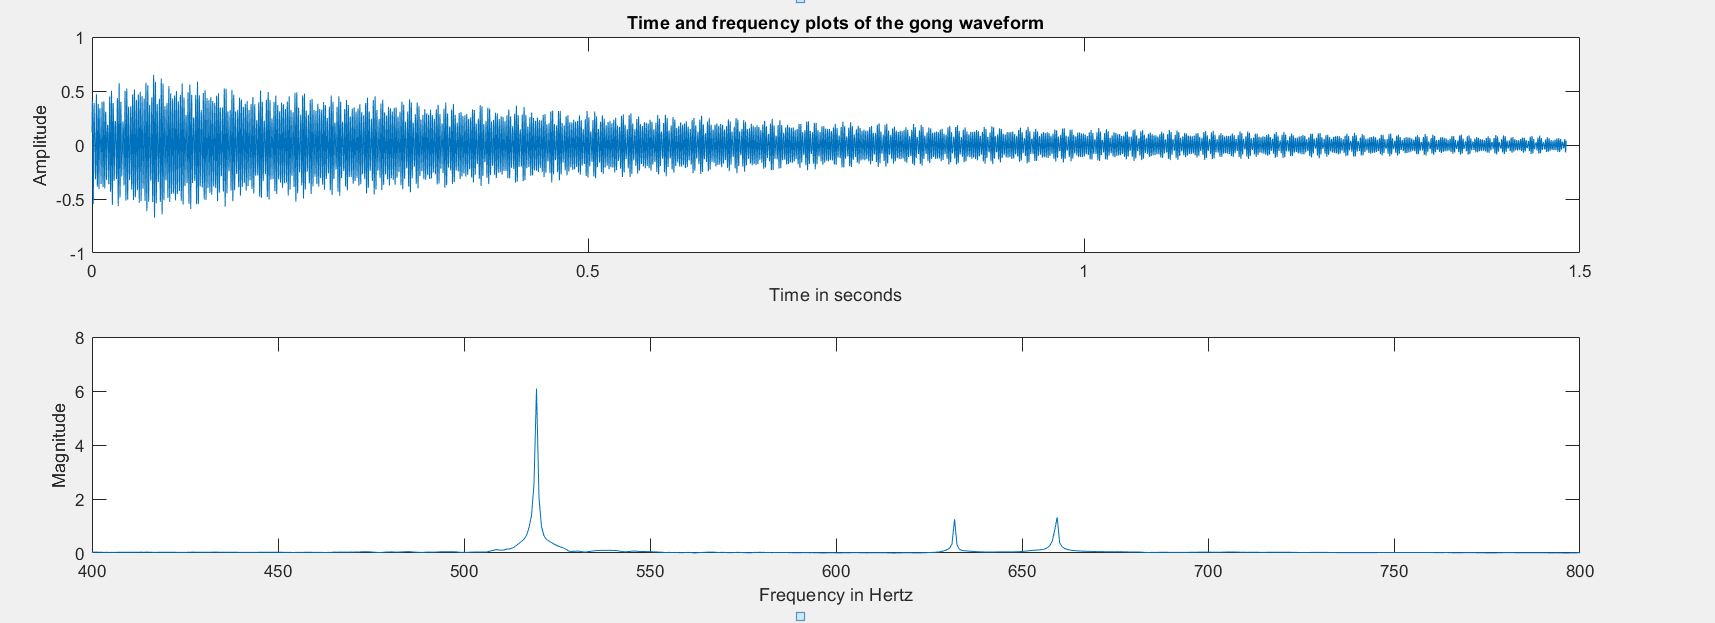 Time and frequency plots of the gong waveform
1
0.5
0
-0.5
-1
Amplitude
0 0.5 1 1.5
Time in seconds
8
6
4
2
0
Magnitude
400 450 500 550 600 650 700 750 800
Frequency in Hertz